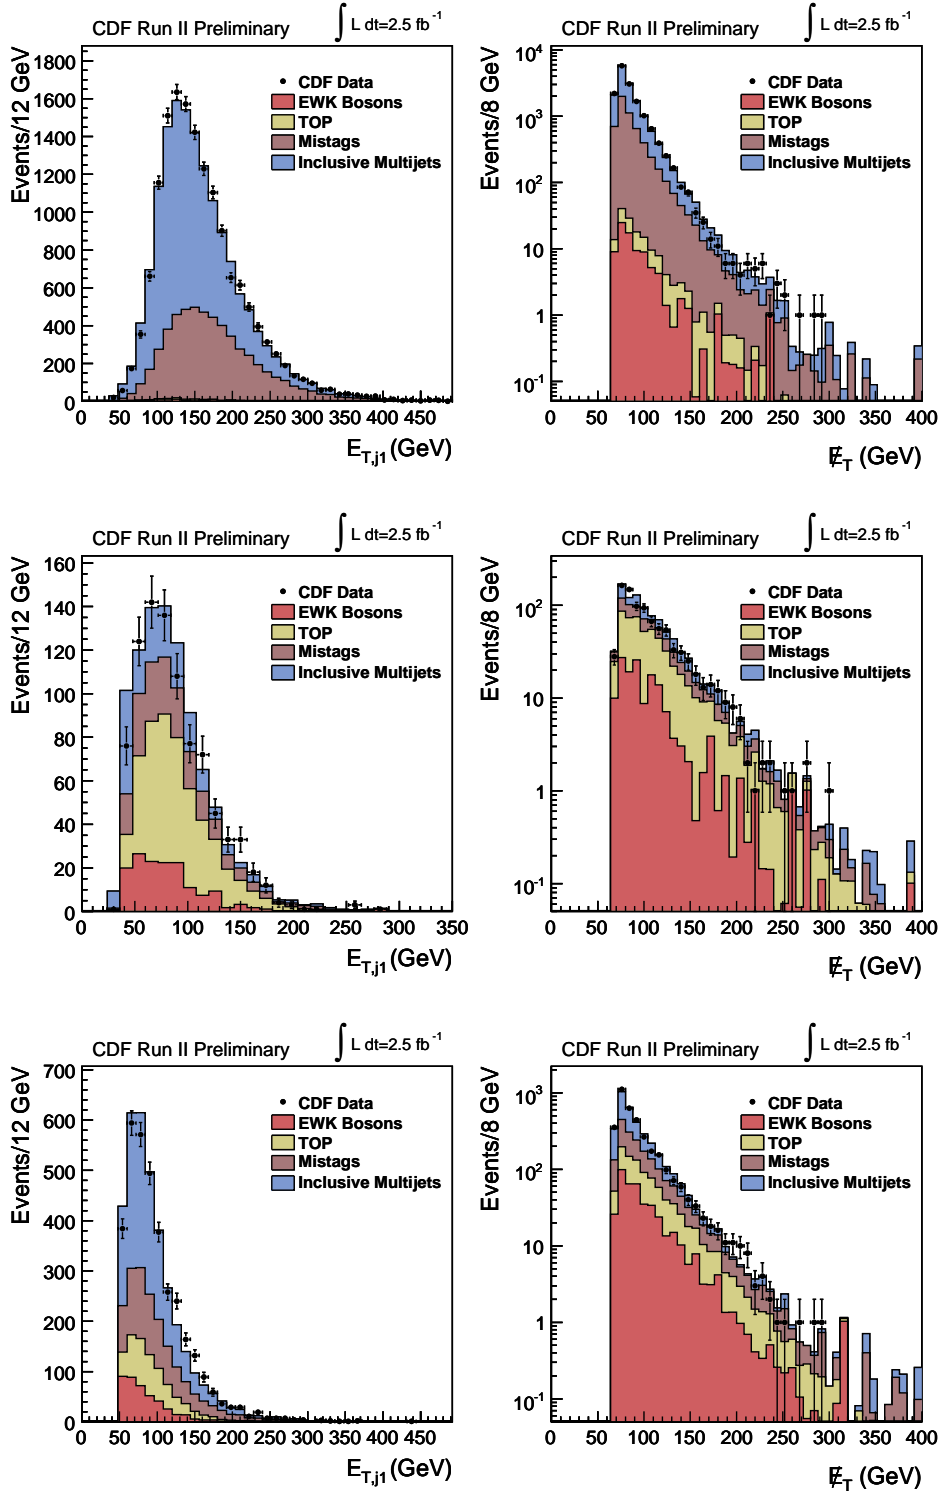 CDF Run II Preliminary ∫ L dt=2.5 fb-1
Events/12 GeV
1800
1600
1400
1200
1000
800
600
400
200
0
CDF Data
EWK Bosons
TOP
Mistags
Inclusive Multijets
0 50 100 150 200 250 300 350 400 450
ET,j1 (GeV)
CDF Run II Preliminary ∫ L dt=2.5 fb-1
Events/8 GeV
104
103
102
10
1
10-1
CDF Data
EWK Bosons
TOP
Mistags
Inclusive Multijets
0 50 100 150 200 250 300 350 400
E̸T (GeV)
CDF Run II Preliminary ∫ L dt=2.5 fb-1
Events/12 GeV
160
140
120
100
80
60
40
20
0
CDF Data
EWK Bosons
TOP
Mistags
Inclusive Multijets
0 50 100 150 200 250 300 350
ET,j1 (GeV)
CDF Run II Preliminary ∫ L dt=2.5 fb-1
Events/8 GeV
102
10
1
10-1
CDF Data
EWK Bosons
TOP
Mistags
Inclusive Multijets
0 50 100 150 200 250 300 350 400
E̸T (GeV)
CDF Run II Preliminary ∫ L dt=2.5 fb-1
Events/12 GeV
700
600
500
400
300
200
100
0
CDF Data
EWK Bosons
TOP
Mistags
Inclusive Multijets
0 50 100 150 200 250 300 350 400 450
ET,j1 (GeV)
CDF Run II Preliminary ∫ L dt=2.5 fb-1
Events/8 GeV
103
102
10
1
10-1
CDF Data
EWK Bosons
TOP
Mistags
Inclusive Multijets
0 50 100 150 200 250 300 350 400
E̸T (GeV)